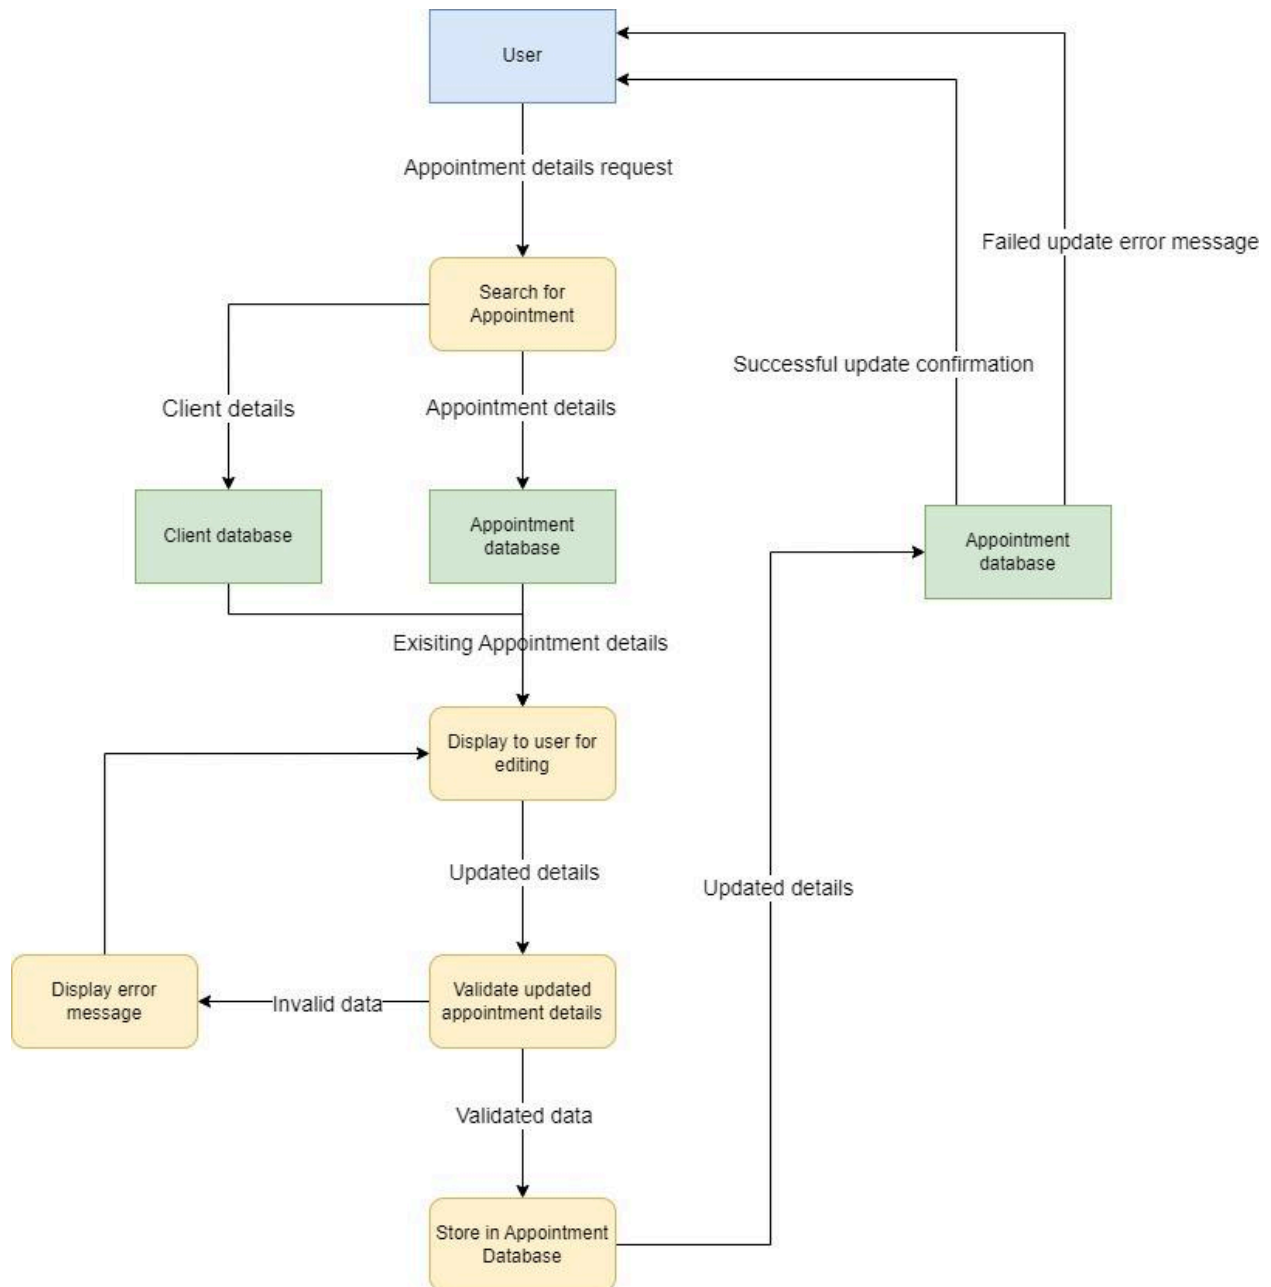 User
Appointment details request
Failed update error message
Search for
Appointment
Successful update confirmation
Client details
Appointment details
Client database
Appointment
database
Appointment
database
Exisiting Appointment details
Display to user for
editing
Updated details
Updated details
Display error
message
Invalid data
Validate updated
appointment details
Validated data
Store in Appointment
Database